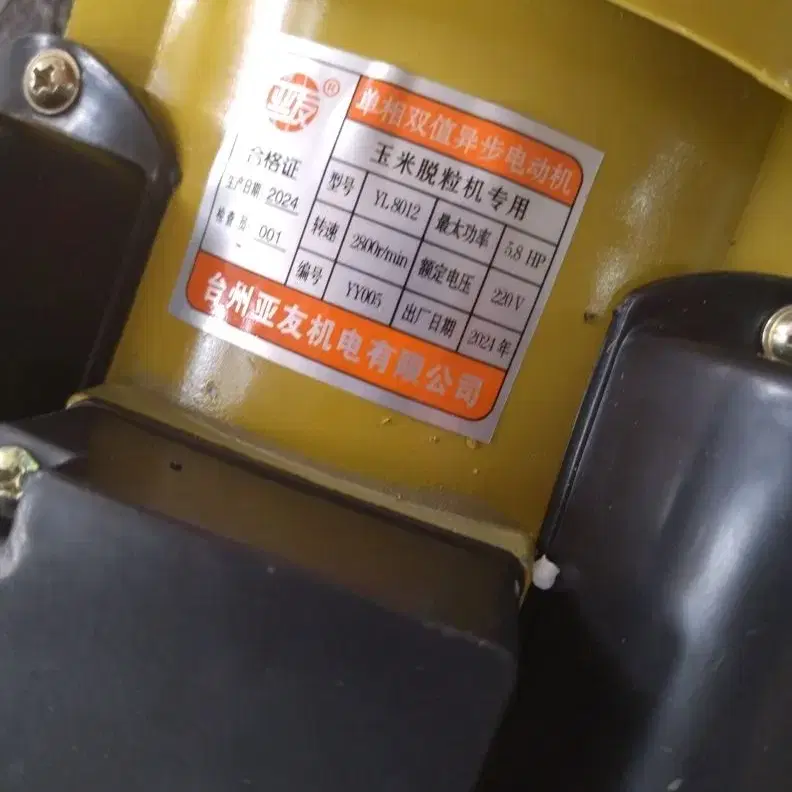 亚友®
合格证
生产日期 2024
检查员 001
单相双值异步电动机
玉米脱粒机专用
型号 YL8012 最大功率 5.8 HP
转速 2800r/min 额定电压 220V
编号 YY005 出厂日期 2024年
台州亚友机电有限公司